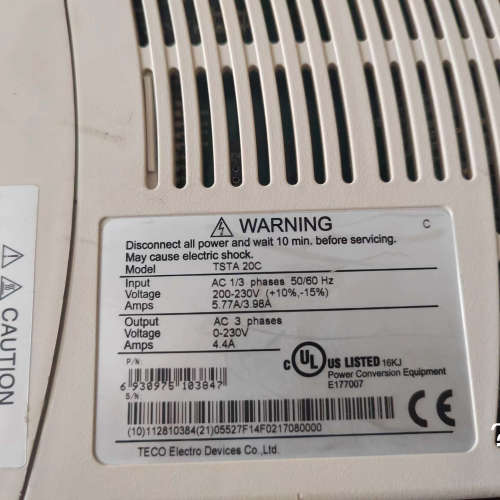 WARNING
C
Disconnect all power and wait 10 min. before servicing.
May cause electric shock.
Model TSTA 20C
Input AC 1/3 phases 50/60 Hz
Voltage 200-230V (+10%,-15%)
Amps 5.77A/3.98A
Output AC 3 phases
Voltage 0-230V
Amps 4.4A
P/N:
6 930975 103847
c UL US LISTED 16KJ
Power Conversion Equipment
E177007
S/N:
(10)112810384(21)05527F14F0217080000
CE
TECO Electro Devices Co.,Ltd.
CAUTION